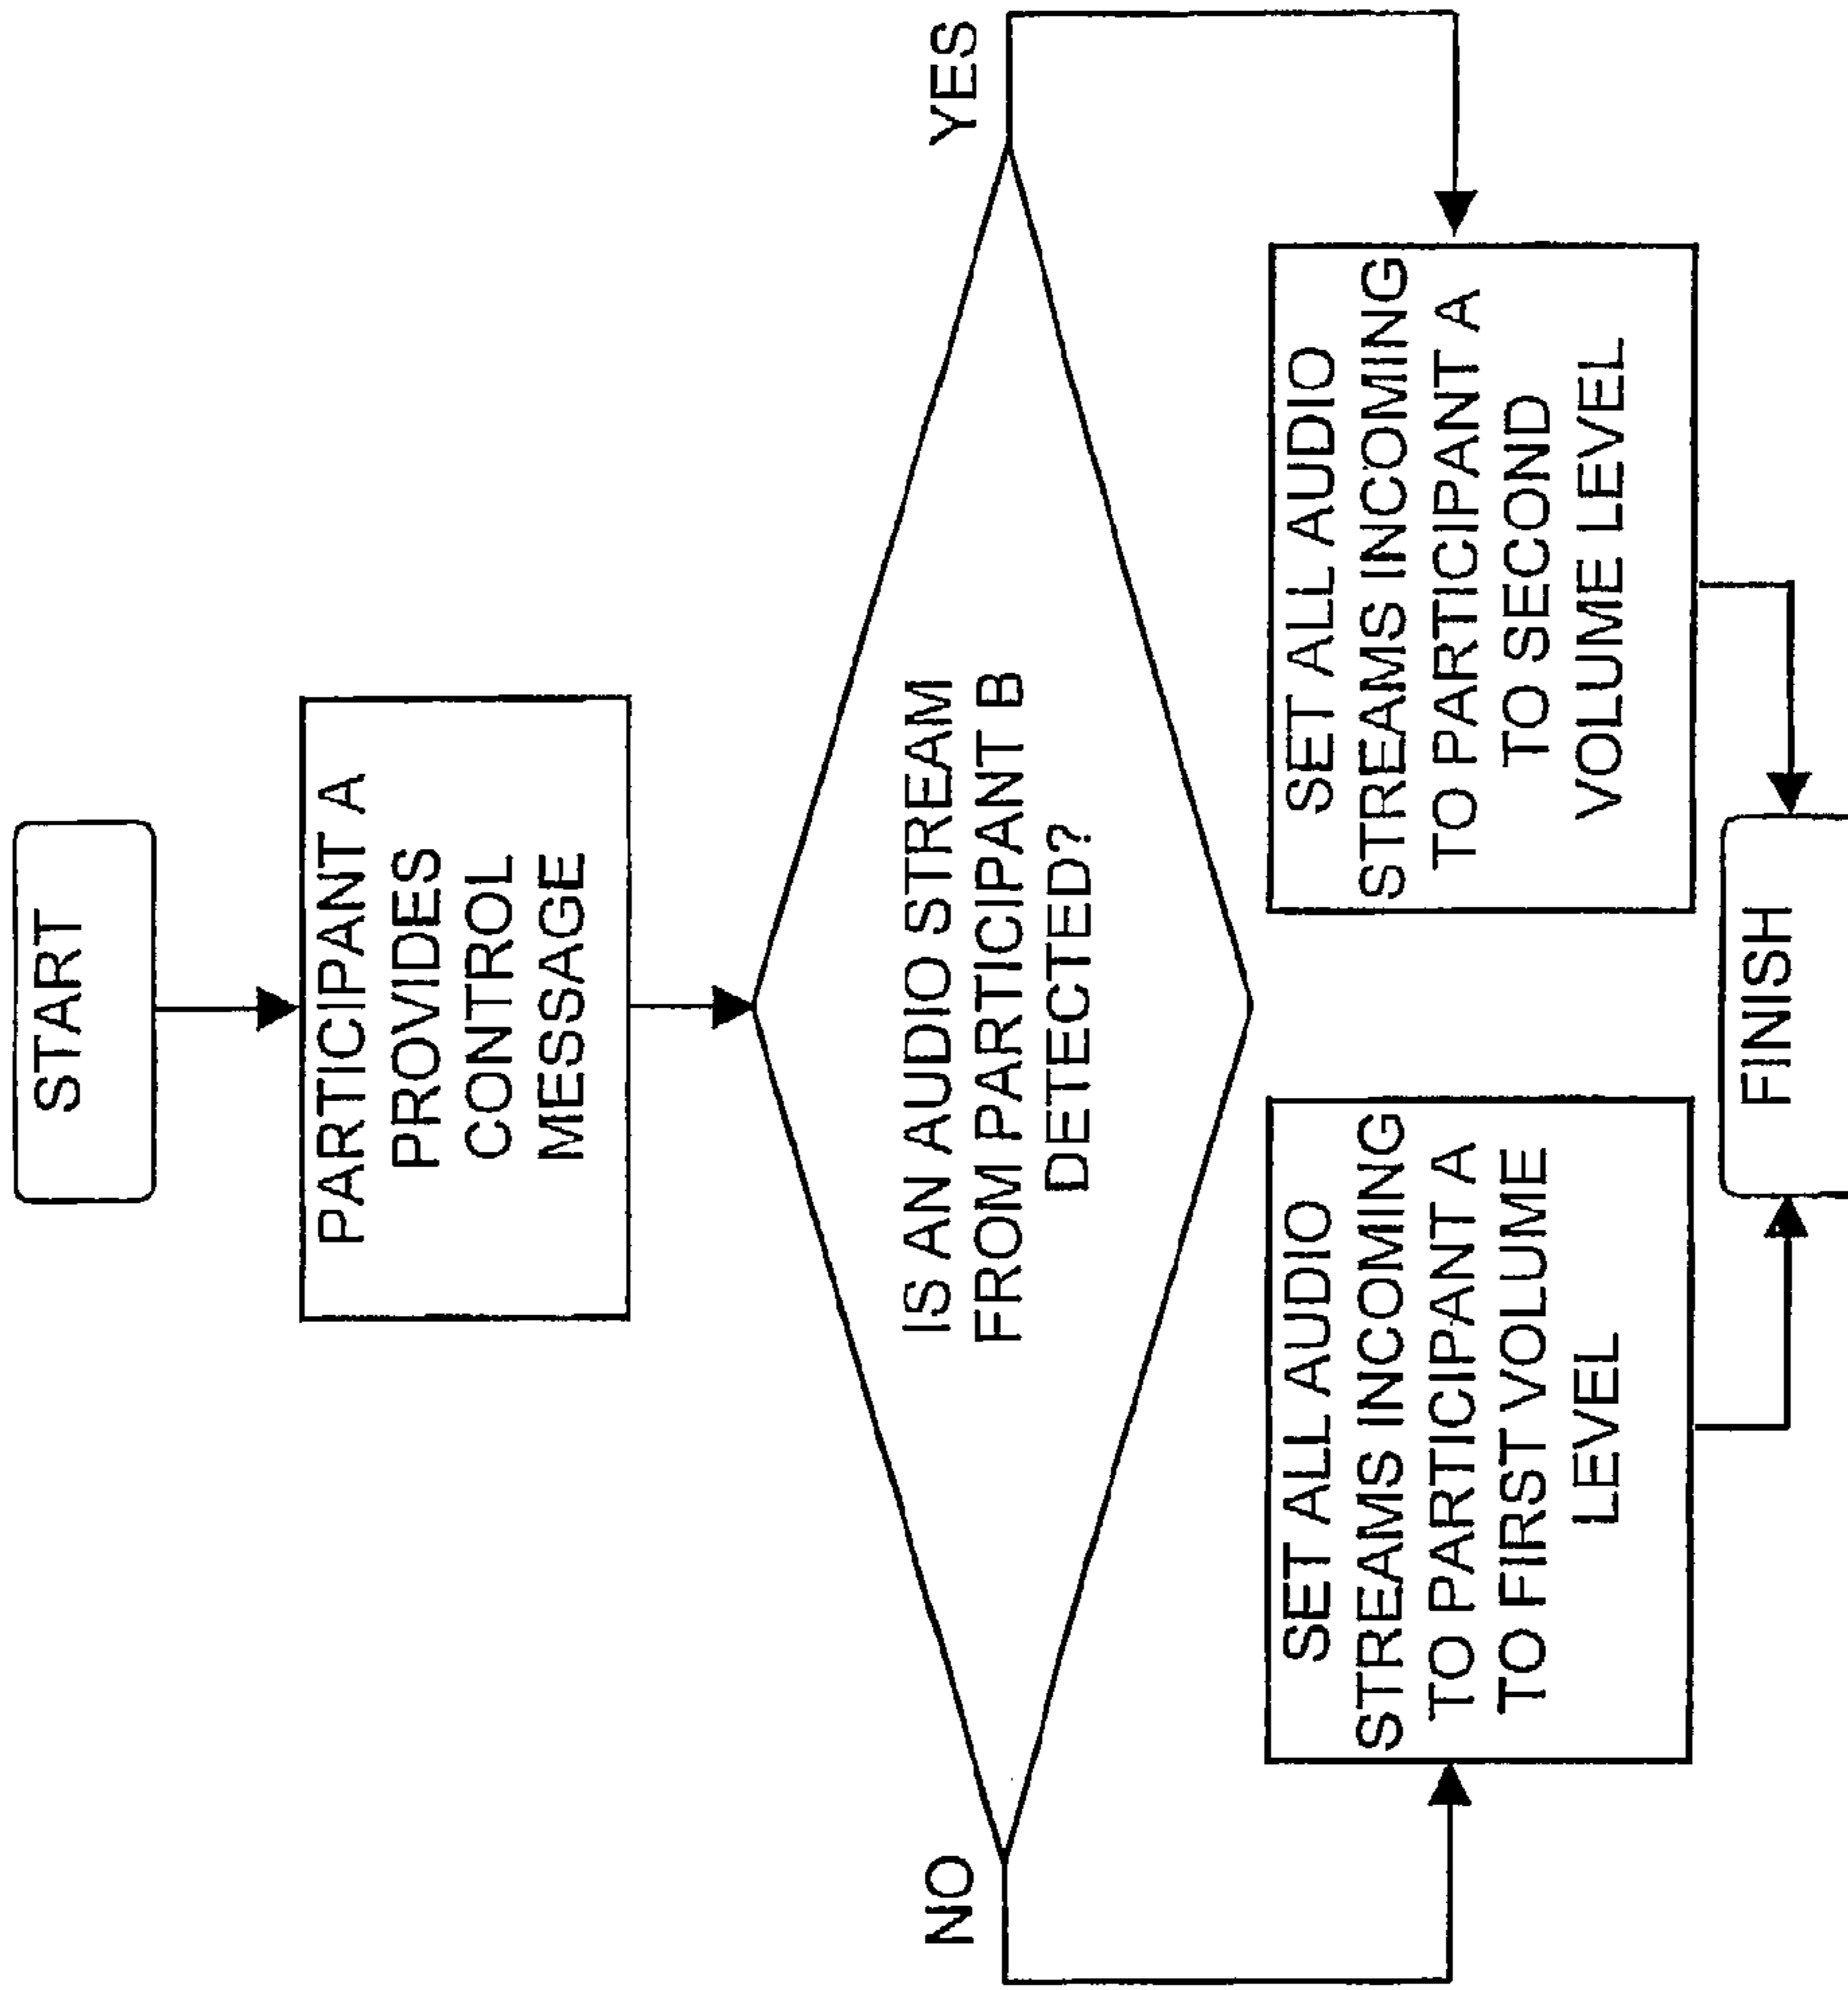 START
PARTICIPANT A
PROVIDES
CONTROL
MESSAGE
IS AN AUDIO STREAM
FROM PARTICIPANT B
DETECTED?
NO
YES
SET ALL AUDIO
STREAMS INCOMING
TO PARTICIPANT A
TO FIRST VOLUME
LEVEL
SET ALL AUDIO
STREAMS INCOMING
TO PARTICIPANT A
TO SECOND
VOLUME LEVEL
FINISH